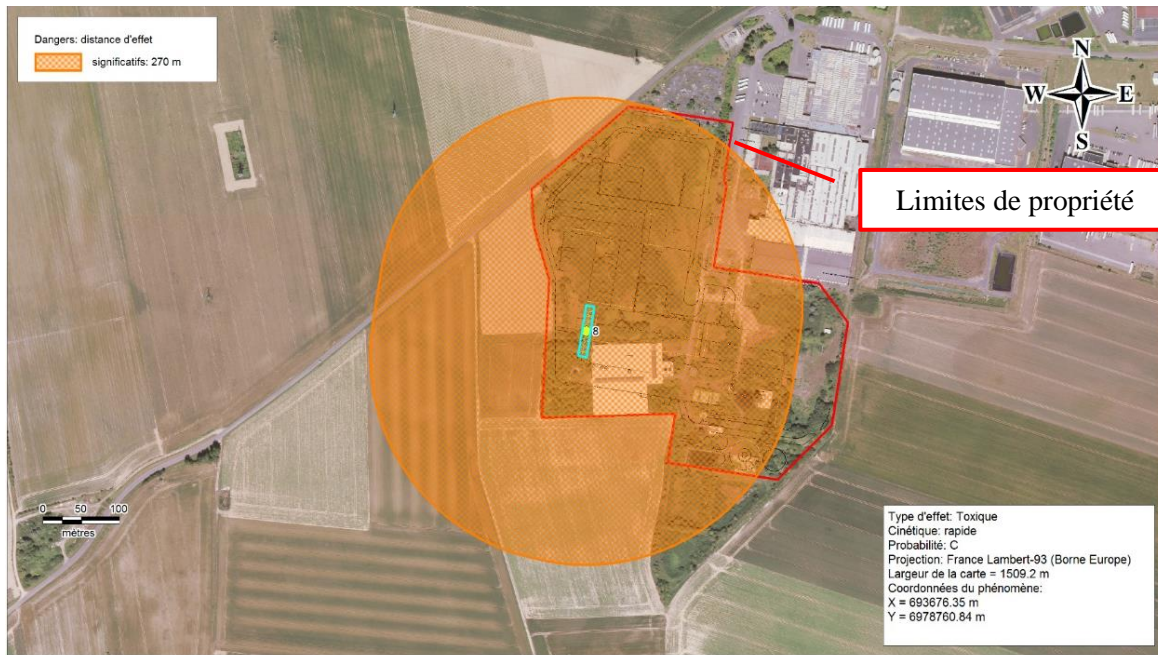 Dangers: distance d'effet
significatifs: 270 m
N
W E
S
Limites de propriété
8
0 50 100
mètres
Type d'effet: Toxique
Cinétique: rapide
Probabilité: C
Projection: France Lambert-93 (Borne Europe)
Largeur de la carte = 1509.2 m
Coordonnées du phénomène:
X = 693676.35 m
Y = 6978760.84 m